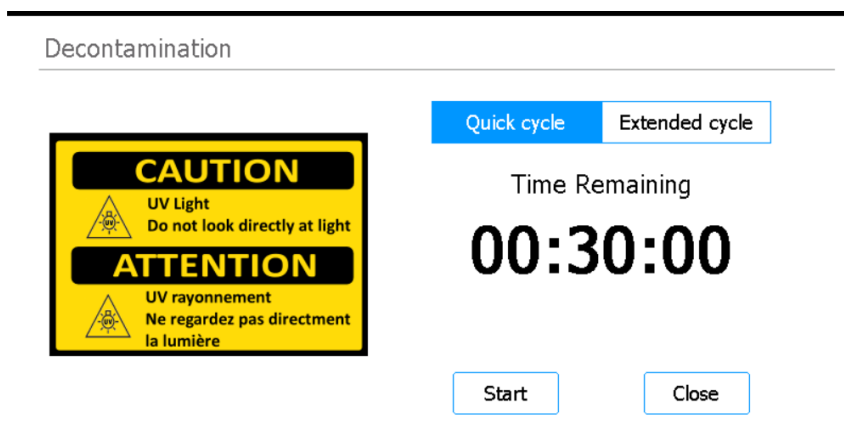 Decontamination
CAUTION
UV Light
Do not look directly at light
ATTENTION
UV rayonnement
Ne regardez pas directment
la lumière
Quick cycle
Extended cycle
Time Remaining
00:30:00
Start
Close